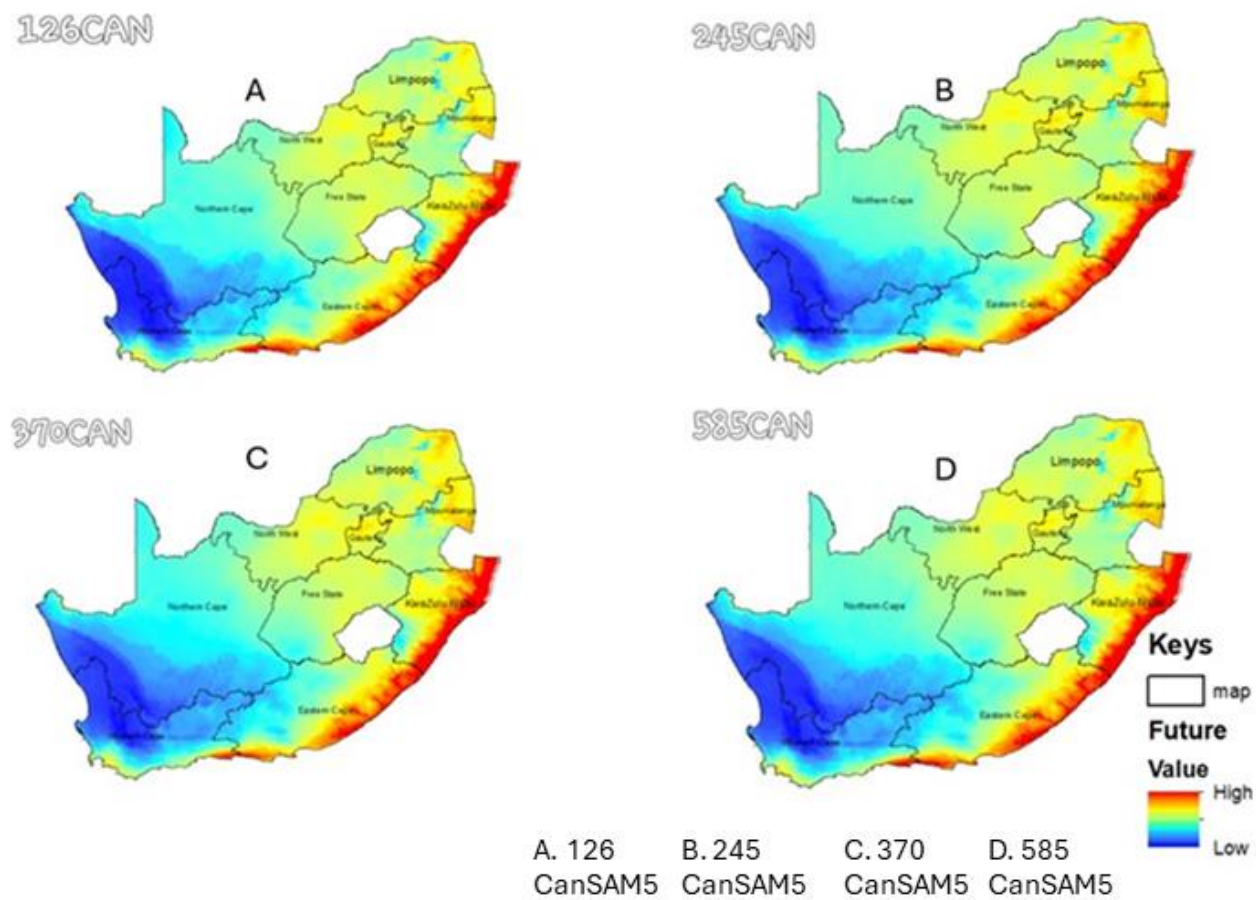 126CAN
245CAN
A
B
Limpopo
Limpopo
Mpumalanga
North West
North West
Gauteng
Gauteng
Free State
Free State
Northern Cape
Northern Cape
KwaZulu Natal
KwaZulu Natal
Eastern Cape
Eastern Cape
370CAN
585CAN
C
D
Limpopo
Limpopo
Mpumalanga
Mpumalanga
North West
North West
Gauteng
Gauteng
Free State
Free State
Northern Cape
Northern Cape
KwaZulu Natal
KwaZulu Natal
Eastern Cape
Eastern Cape
Keys
map
Future
Value
High
Low
A. 126 B. 245 C. 370 D. 585
CanSAM5 CanSAM5 CanSAM5 CanSAM5